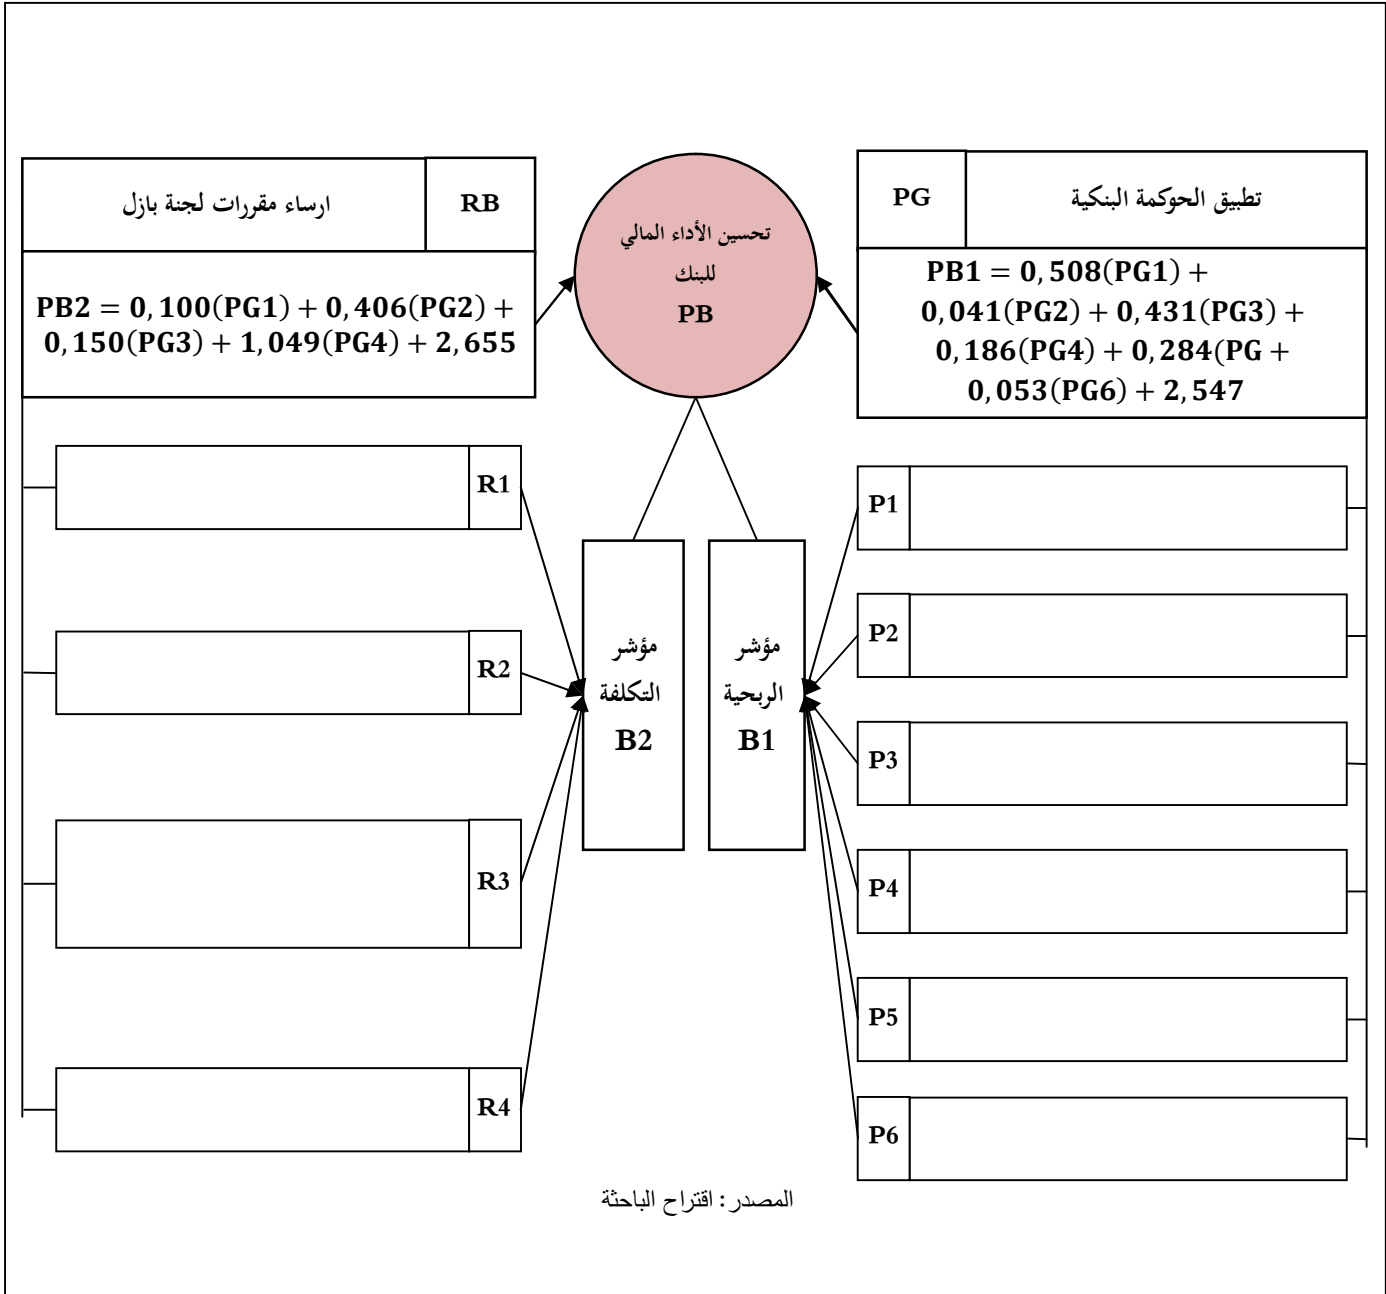 PG
تطبيق الحوكمة البنكية
PB1 = 0,508(PG1) +
0,041(PG2) + 0,431(PG3) +
0,186(PG4) + 0,284(PG +
0,053(PG6) + 2,547
تحسين الأداء المالي
للبنك
PB
RB
ارساء مقررات لجنة بازل
PB2 = 0,100(PG1) + 0,406(PG2) +
0,150(PG3) + 1,049(PG4) + 2,655
P1
P2
P3
P4
P5
P6
مؤشر
الربحية
B1
مؤشر
التكلفة
B2
R1
R2
R3
R4
المصدر: اقتراح الباحثة